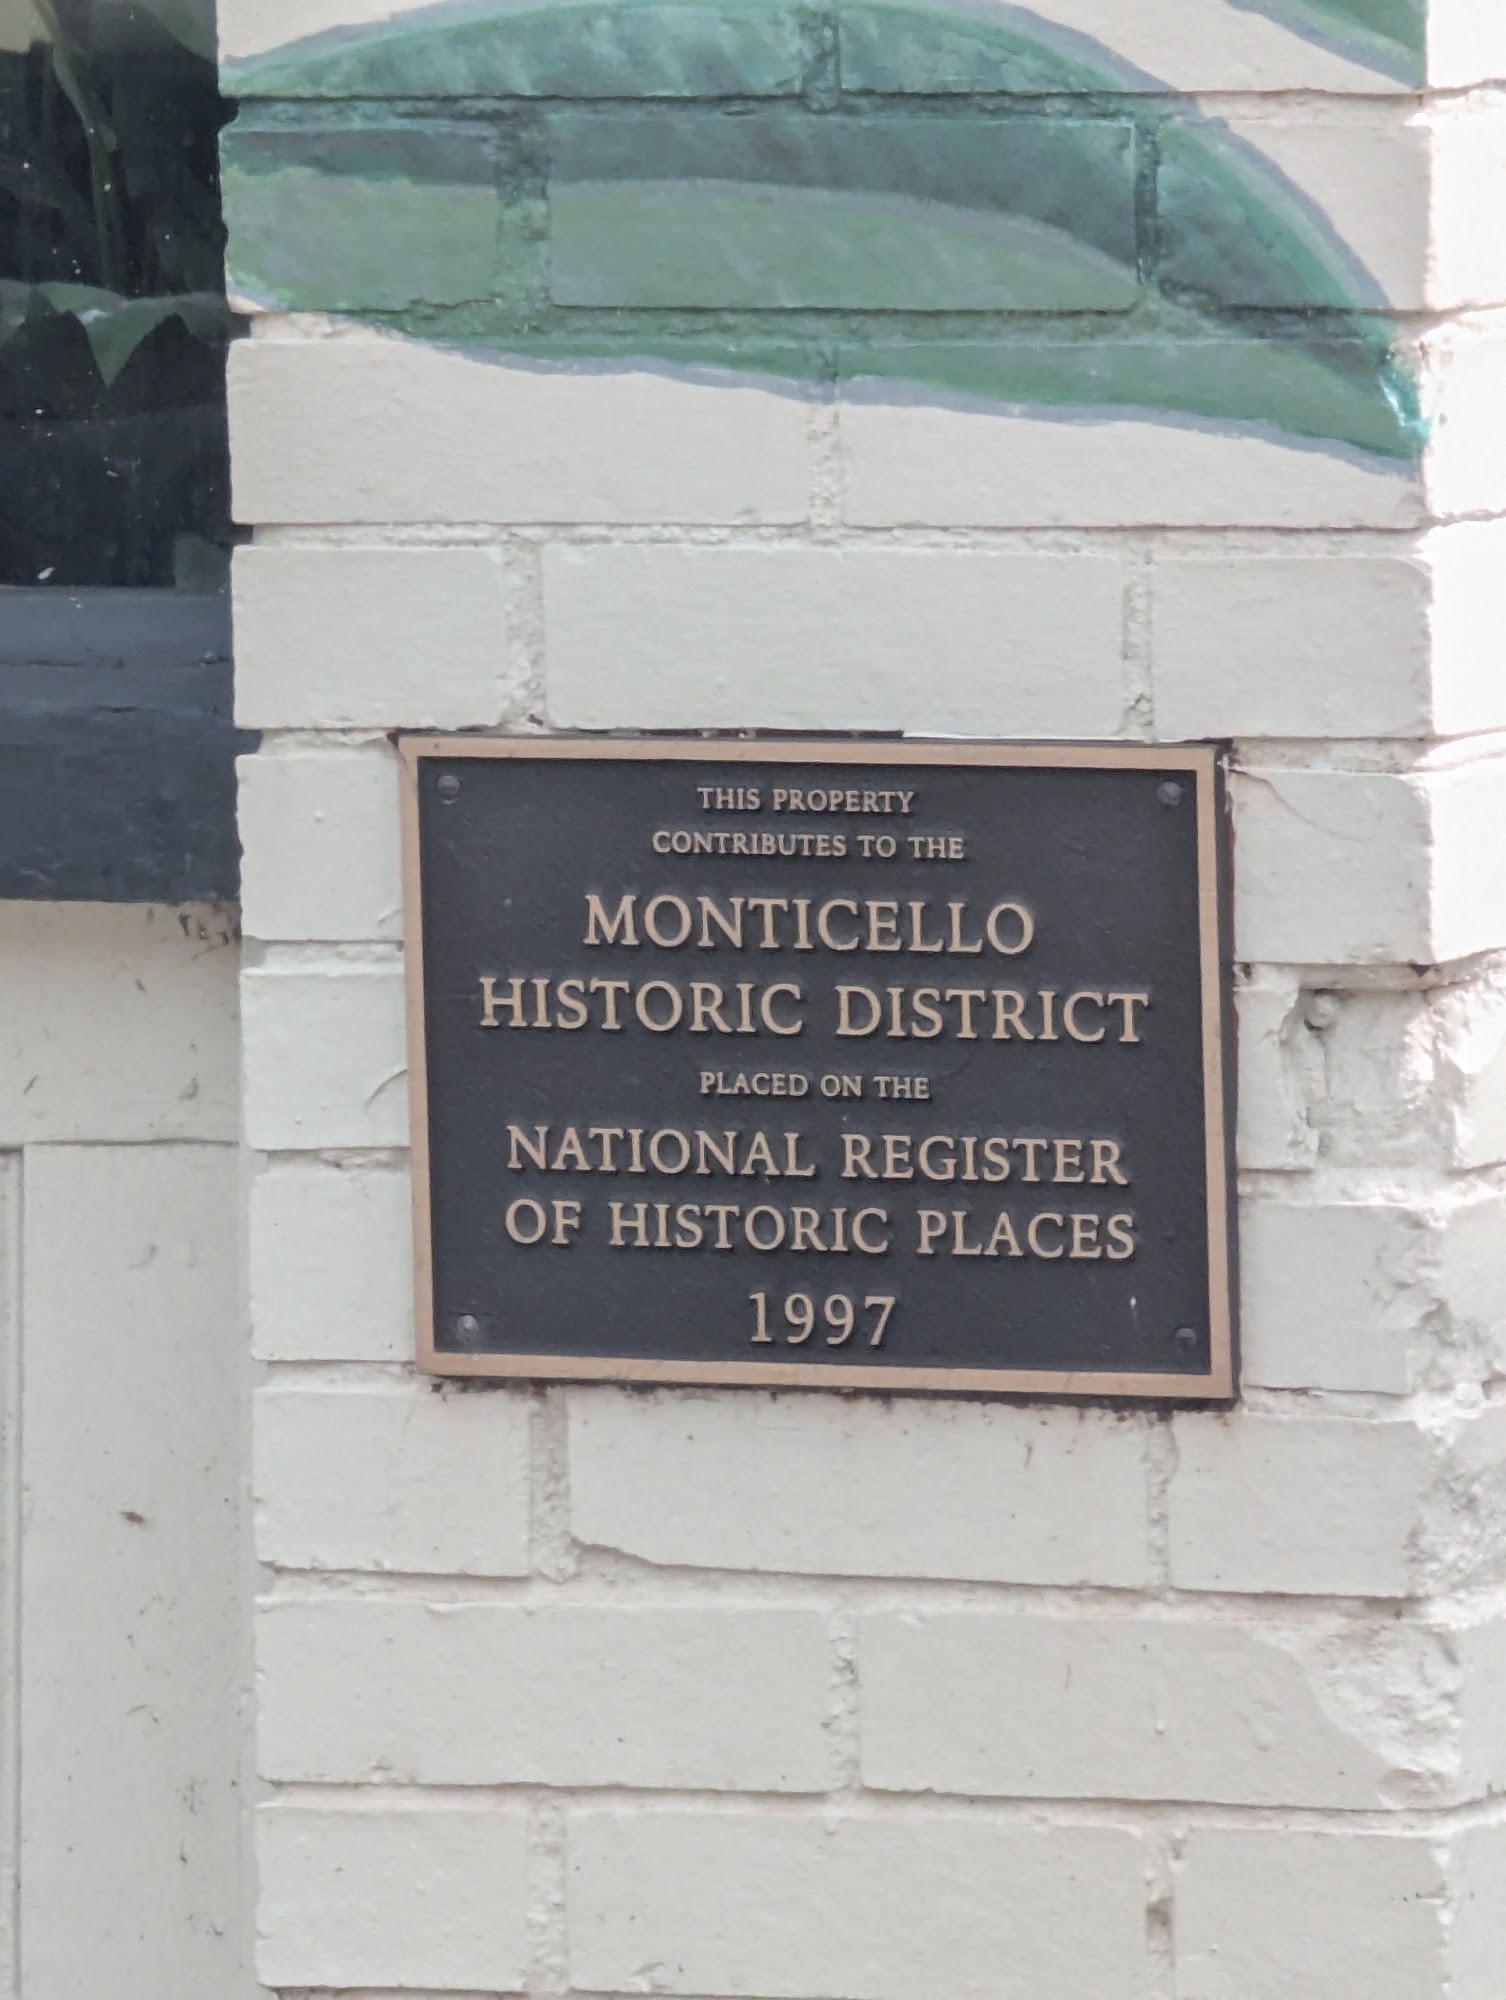 THIS PROPERTY
CONTRIBUTES TO THE
MONTICELLO
HISTORIC DISTRICT
PLACED ON THE
NATIONAL REGISTER
OF HISTORIC PLACES
1997